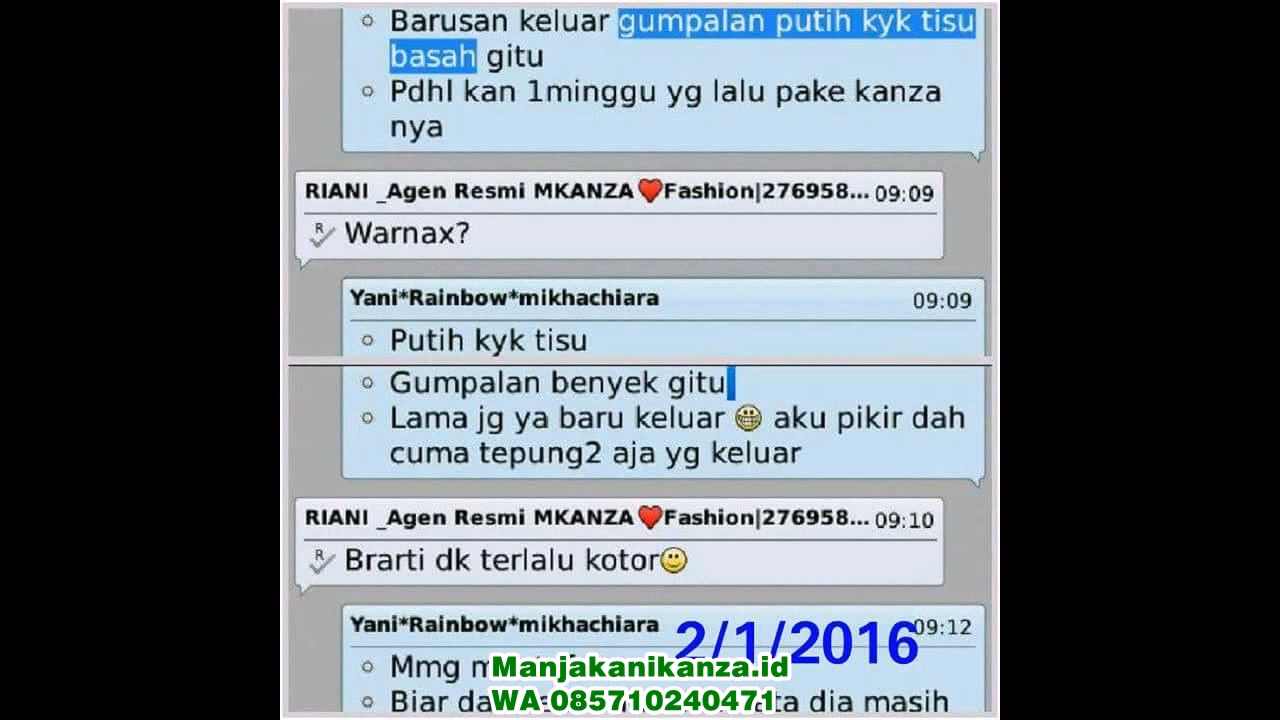 Barusan keluar gumpalan putih kyk tisu
basah gitu
Pdhl kan 1minggu yg lalu pake kanza
nya
RIANI _Agen Resmi MKANZA❤Fashion|276958... 09:09
R Warnax?
Yani*Rainbow*mikhachiara 09:09
Putih kyk tisu
Gumpalan benyek gitu
Lama jg ya baru keluar 😁 aku pikir dah
cuma tepung2 aja yg keluar
RIANI _Agen Resmi MKANZA❤Fashion|276958... 09:10
R Brarti dk terlalu kotor🙂
Yani*Rainbow*mikhachiara 09:12
2/1/2016
Mmg
Manjakanikanza.id
Biar dia masih
WA:085710240471